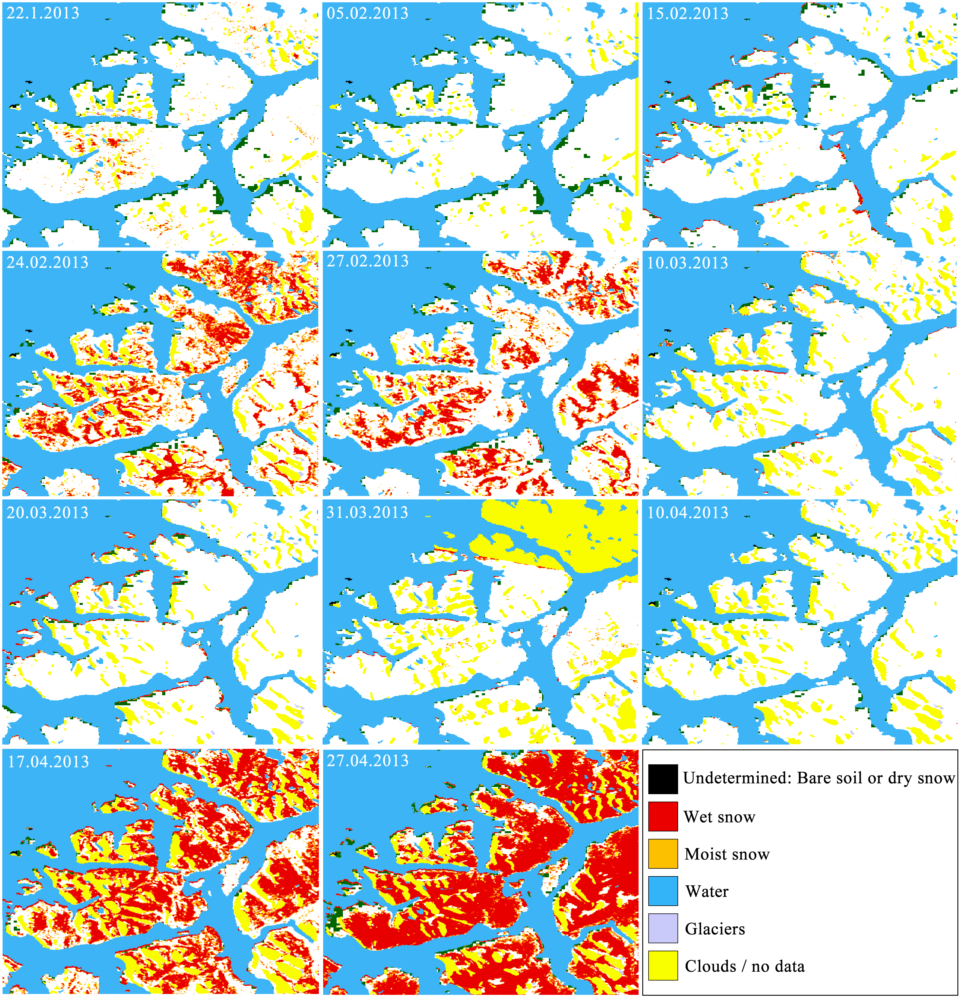 22.1.2013
05.02.2013
15.02.2013
24.02.2013
27.02.2013
10.03.2013
20.03.2013
31.03.2013
10.04.2013
17.04.2013
27.04.2013
Undetermined: Bare soil or dry snow
Wet snow
Moist snow
Water
Glaciers
Clouds / no data